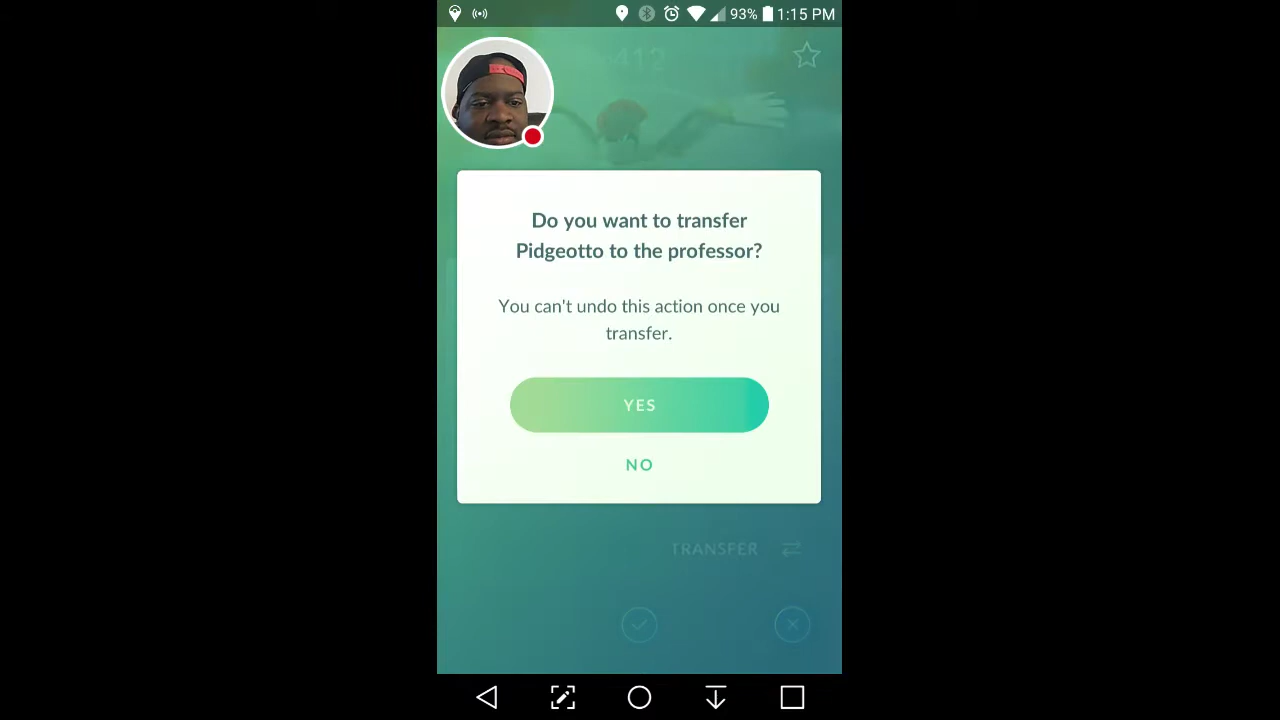 93% 1:15 PM
412
Do you want to transfer
Pidgeotto to the professor?
You can't undo this action once you
transfer.
YES
NO
TRANSFER